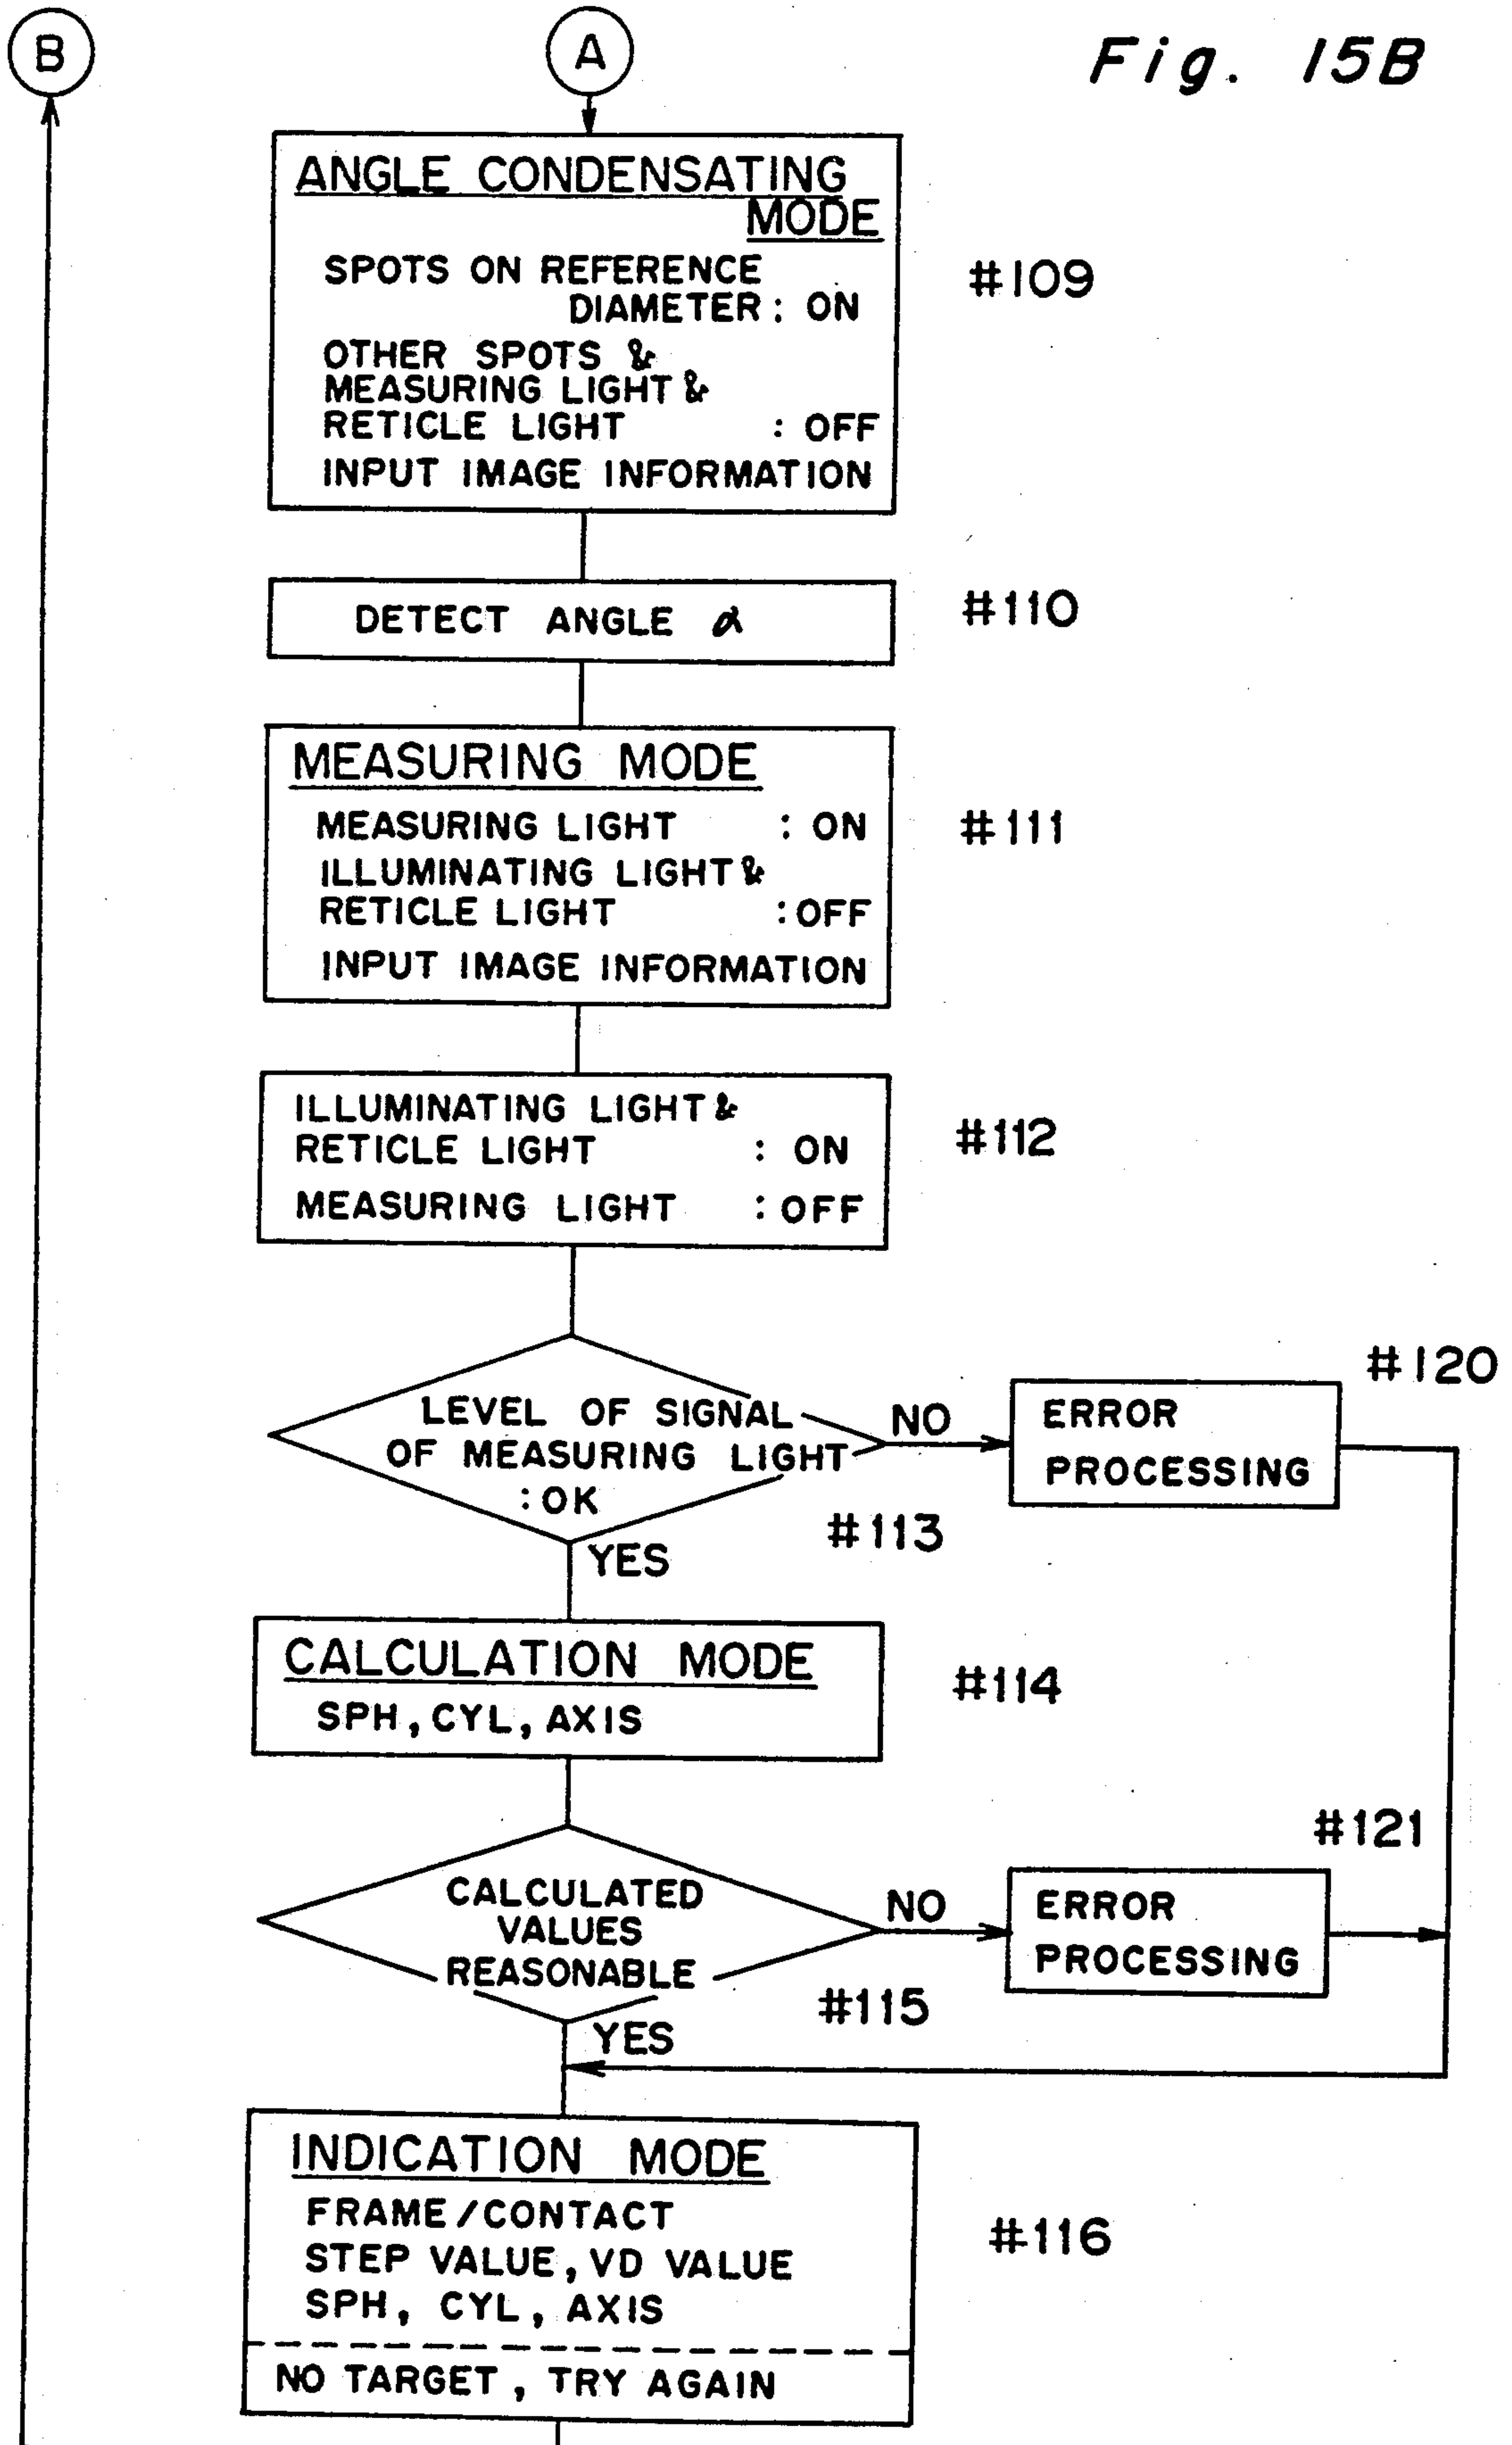 B
A
Fig. 15B
ANGLE CONDENSATING
MODE
SPOTS ON REFERENCE
DIAMETER : ON
OTHER SPOTS &
MEASURING LIGHT &
RETICLE LIGHT : OFF
INPUT IMAGE INFORMATION
#109
DETECT ANGLE α
#110
MEASURING MODE
MEASURING LIGHT : ON
ILLUMINATING LIGHT &
RETICLE LIGHT : OFF
INPUT IMAGE INFORMATION
#111
ILLUMINATING LIGHT &
RETICLE LIGHT : ON
MEASURING LIGHT : OFF
#112
LEVEL OF SIGNAL
OF MEASURING LIGHT
: OK
#113
NO
ERROR
PROCESSING
#120
YES
CALCULATION MODE
SPH, CYL, AXIS
#114
CALCULATED
VALUES
REASONABLE
#115
NO
ERROR
PROCESSING
#121
YES
INDICATION MODE
FRAME/CONTACT
STEP VALUE, VD VALUE
SPH, CYL, AXIS
NO TARGET, TRY AGAIN
#116